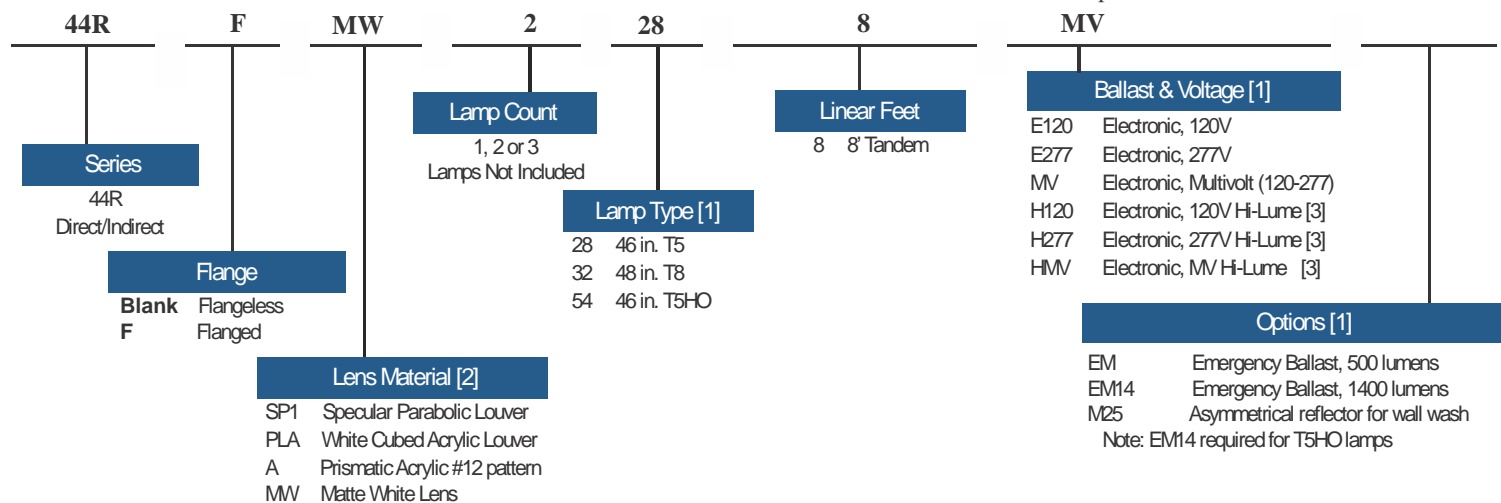 44R F MW 2 28 8 MV
Series
44R
Direct/Indirect
Flange
Blank Flangeless
F Flanged
Lens Material [2]
SP1 Specular Parabolic Louver
PLA White Cubed Acrylic Louver
A Prismatic Acrylic #12 pattern
MW Matte White Lens
Lamp Count
1, 2 or 3
Lamps Not Included
Lamp Type [1]
28 46 in. T5
32 48 in. T8
54 46 in. T5HO
Linear Feet
8 8' Tandem
Ballast & Voltage [1]
E120 Electronic, 120V
E277 Electronic, 277V
MV Electronic, Multivolt (120-277)
H120 Electronic, 120V Hi-Lume [3]
H277 Electronic, 277V Hi-Lume [3]
HMV Electronic, MV Hi-Lume [3]
Options [1]
EM Emergency Ballast, 500 lumens
EM14 Emergency Ballast, 1400 lumens
M25 Asymmetrical reflector for wall wash
Note: EM14 required for T5HO lamps